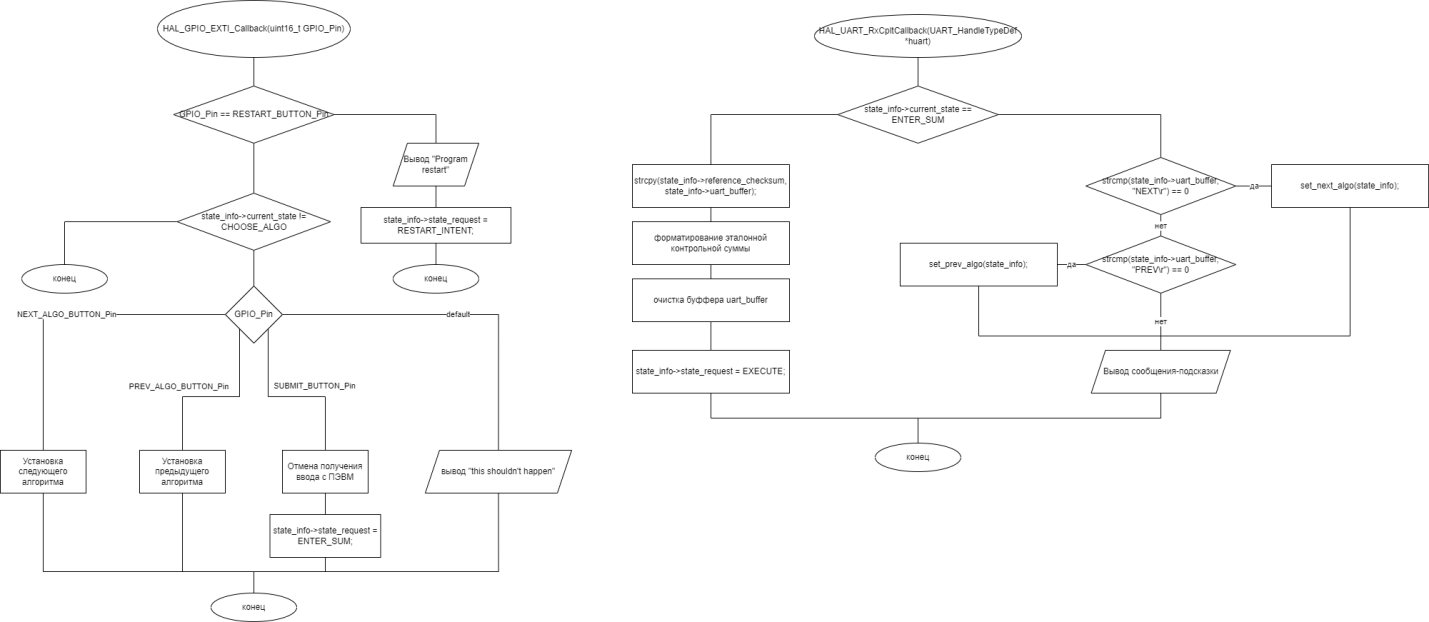 HAL_GPIO_EXTI_Callback(uint16_t GPIO_Pin)
GPIO_Pin == RESTART_BUTTON_Pin
Вывод "Program
restart"
state_info->current_state !=
CHOOSE_ALGO
state_info->state_request =
RESTART_INTENT;
конец
конец
NEXT_ALGO_BUTTON_Pin
GPIO_Pin
default
PREV_ALGO_BUTTON_Pin
SUBMIT_BUTTON_Pin
Установка
следующего
алгоритма
Установка
предыдущего
алгоритма
Отмена получения
ввода с ПЭВМ
вывод "this shouldn't happen"
state_info->state_request =
ENTER_SUM;
конец
HAL_UART_RxCpltCallback(UART_HandleTypeDef
*huart)
state_info->current_state ==
ENTER_SUM
strcpy(state_info->reference_checksum,
state_info->uart_buffer);
форматирование эталонной
контрольной суммы
очистка буффера uart_buffer
state_info->state_request = EXECUTE;
strcmp(state_info->uart_buffer,
"NEXT\r") == 0
да
set_next_algo(state_info);
нет
strcmp(state_info->uart_buffer,
"PREV\r") == 0
да
set_prev_algo(state_info);
нет
Вывод сообщения-подсказки
конец